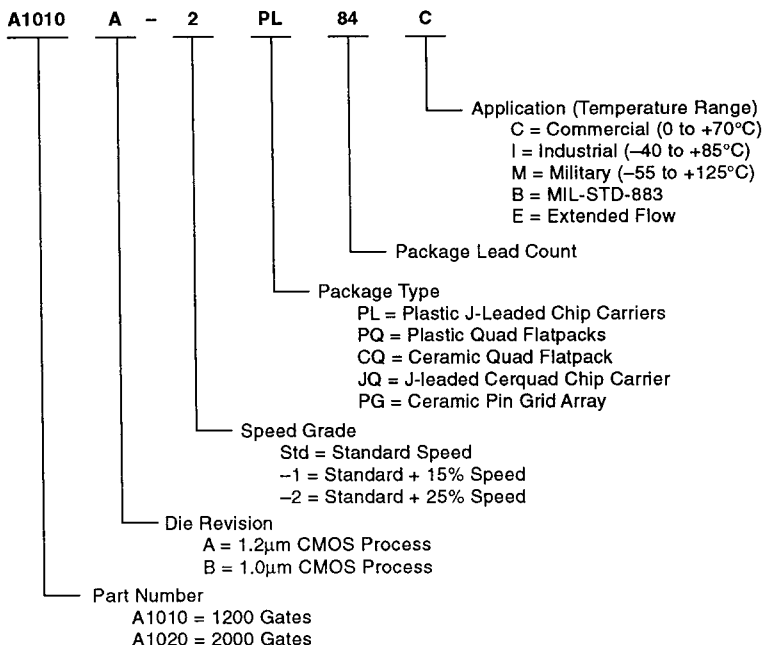 A1010 A – 2 PL 84 C
Application (Temperature Range)
C = Commercial (0 to +70°C)
I = Industrial (–40 to +85°C)
M = Military (–55 to +125°C)
B = MIL-STD-883
E = Extended Flow
Package Lead Count
Package Type
PL = Plastic J-Leaded Chip Carriers
PQ = Plastic Quad Flatpacks
CQ = Ceramic Quad Flatpack
JQ = J-leaded Cerquad Chip Carrier
PG = Ceramic Pin Grid Array
Speed Grade
Std = Standard Speed
–1 = Standard + 15% Speed
–2 = Standard + 25% Speed
Die Revision
A = 1.2µm CMOS Process
B = 1.0µm CMOS Process
Part Number
A1010 = 1200 Gates
A1020 = 2000 Gates